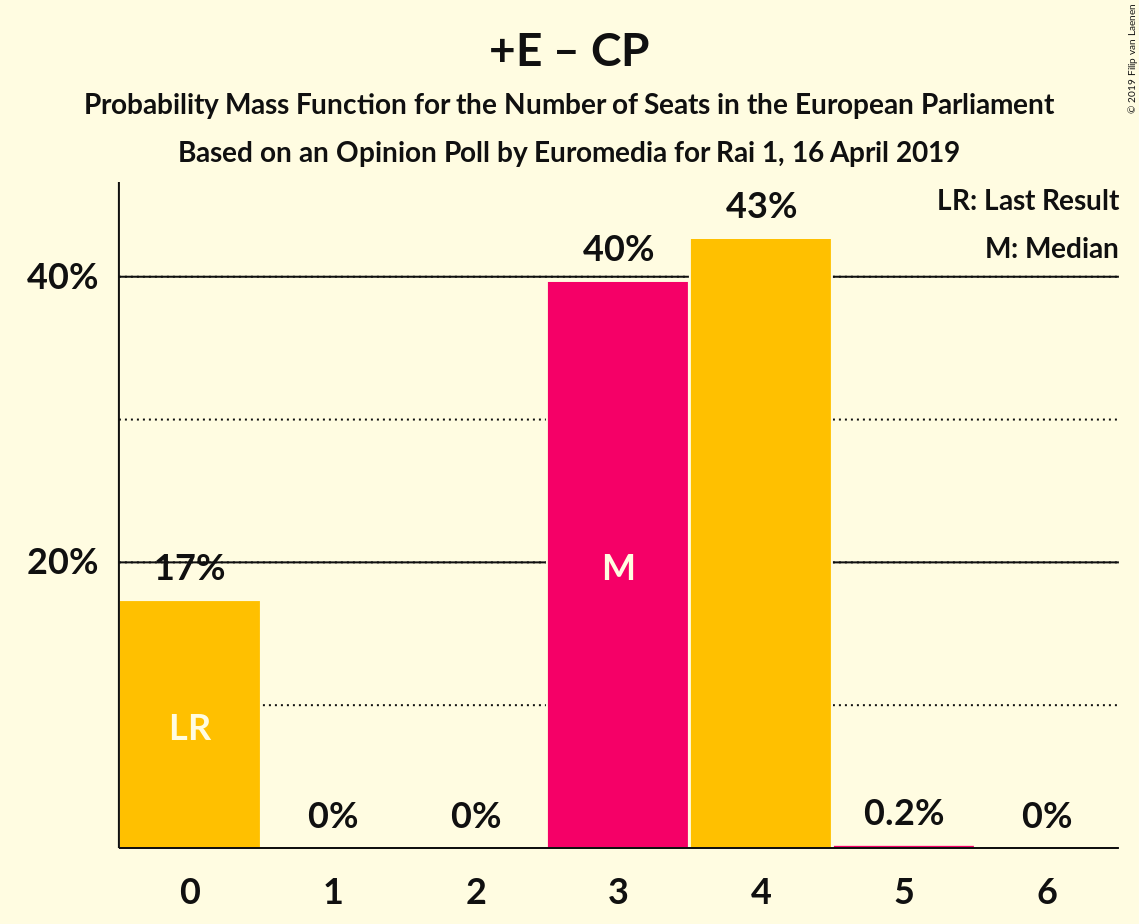 +E – CP
Probability Mass Function for the Number of Seats in the European Parliament
Based on an Opinion Poll by Euromedia for Rai 1, 16 April 2019
© 2019 Filip van Laenen
LR: Last Result
M: Median
43%
40%
40%
20%
17%
M
LR
0%
0%
0.2%
0%
0 1 2 3 4 5 6